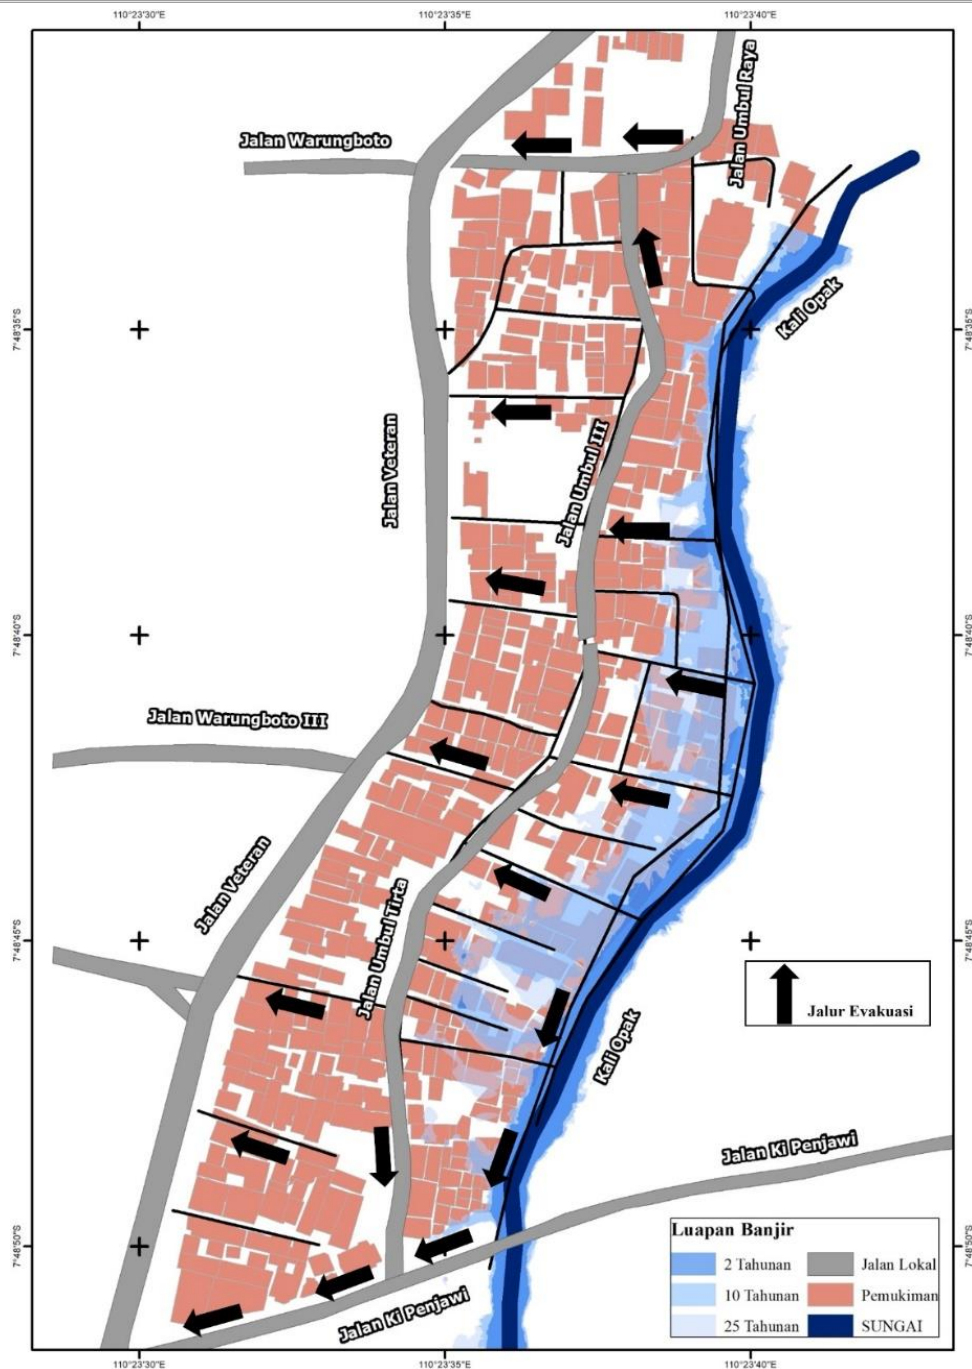 110°23'30"E
110°23'35"E
110°23'40"E
Jalan Umbul Raya
Jalan Warungboto
Kali Opak
7°48'35"S
7°48'35"S
Jalan Veteran
Jalan Umbul III
7°48'40"S
7°48'40"S
Jalan Warungboto III
Jalan Veteran
Jalan Umbul Tirta
7°48'45"S
7°48'45"S
Jalur Evakuasi
Kali Opak
Jalan Ki Penjawi
Luapan Banjir
2 Tahunan
Jalan Lokal
10 Tahunan
Pemukiman
25 Tahunan
SUNGAI
7°48'50"S
7°48'50"S
Jalan Ki Penjawi
110°23'30"E
110°23'35"E
110°23'40"E